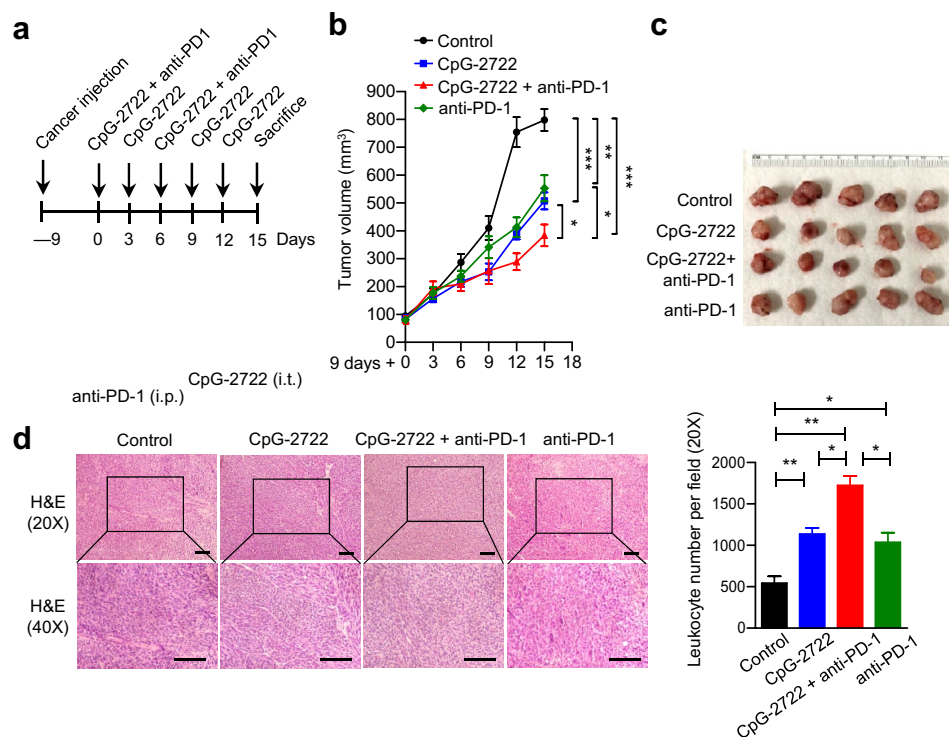 a
Cancer injection
CpG-2722 + anti-PD1
CpG-2722
CpG-2722 + anti-PD1
CpG-2722
CpG-2722
Sacrifice
—9 0 3 6 9 12 15 Days
anti-PD-1 (i.p.)
CpG-2722 (i.t.)
b
Control
CpG-2722
CpG-2722 + anti-PD-1
anti-PD-1
Tumor volume (mm³)
900
800
700
600
500
400
300
200
100
0
9 days + 0 3 6 9 12 15 18
*
***
*
**
***
c
Control
CpG-2722
CpG-2722+
anti-PD-1
anti-PD-1
d
Control CpG-2722 CpG-2722 + anti-PD-1 anti-PD-1
H&E
(20X)
H&E
(40X)
Leukocyte number per field (20X)
2000
1500
1000
500
0
*
**
** * *
Control
CpG-2722
CpG-2722 + anti-PD-1
anti-PD-1